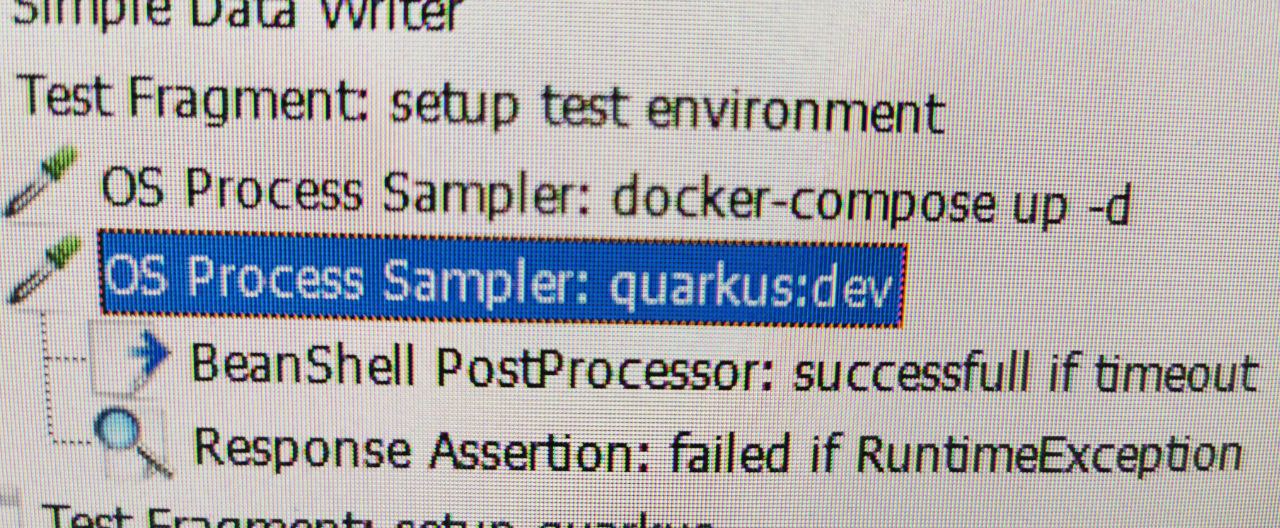 Simple Data Writer
Test Fragment: setup test environment
OS Process Sampler: docker-compose up -d
OS Process Sampler: quarkus:dev
BeanShell PostProcessor: successfull if timeout
Response Assertion: failed if RuntimeException
Test Fragment: setup quarkus